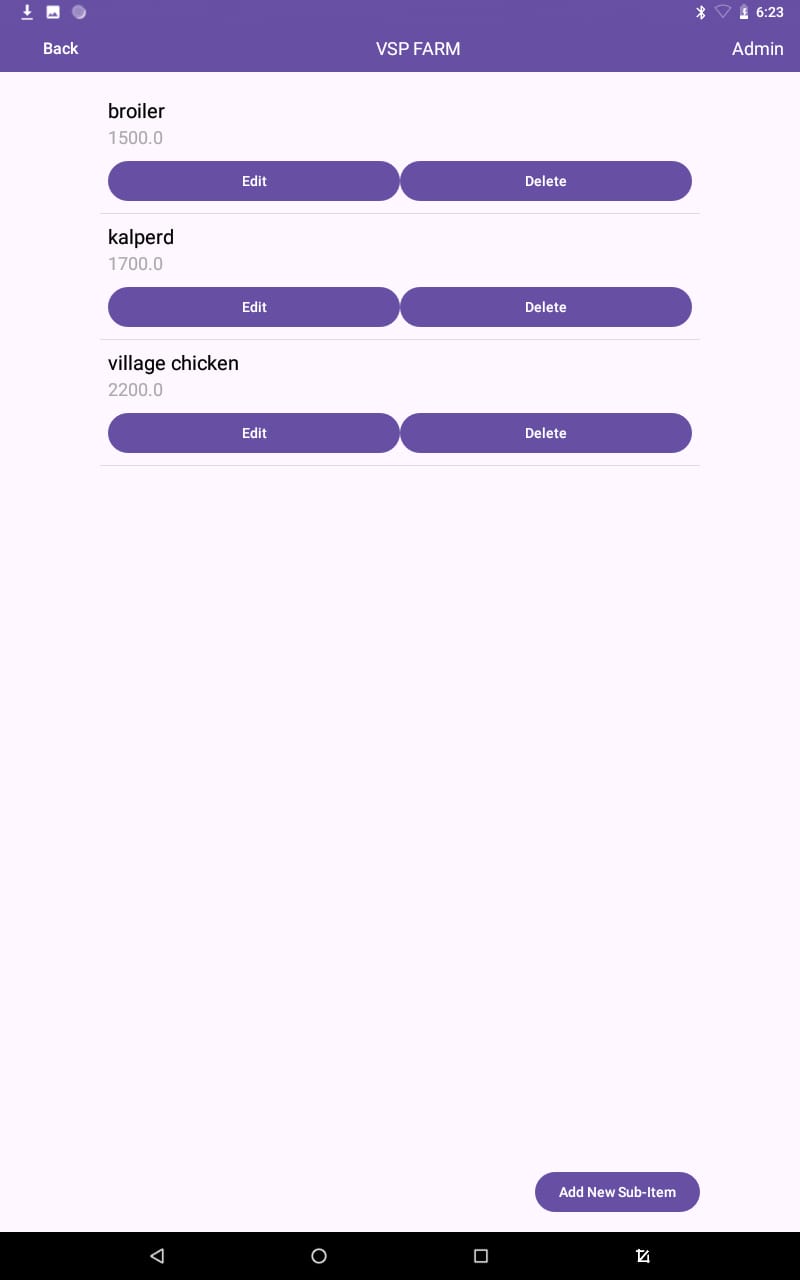 6:23
Back VSP FARM Admin
broiler
1500.0
Edit Delete
kalperd
1700.0
Edit Delete
village chicken
2200.0
Edit Delete
Add New Sub-Item